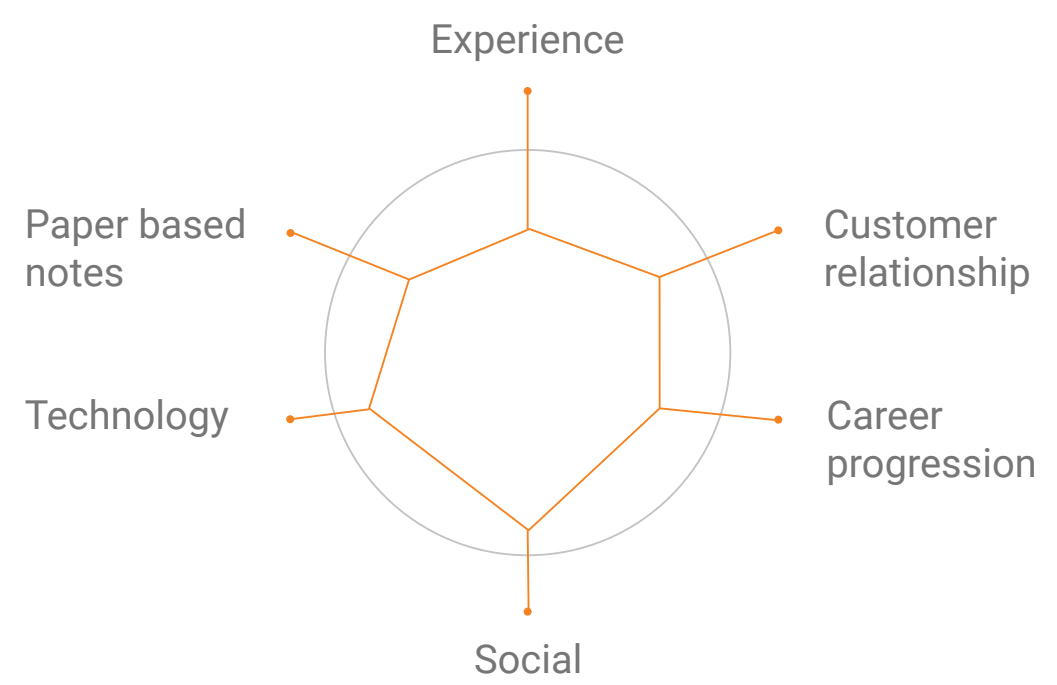 Experience
Paper based
notes
Customer
relationship
Technology
Career
progression
Social